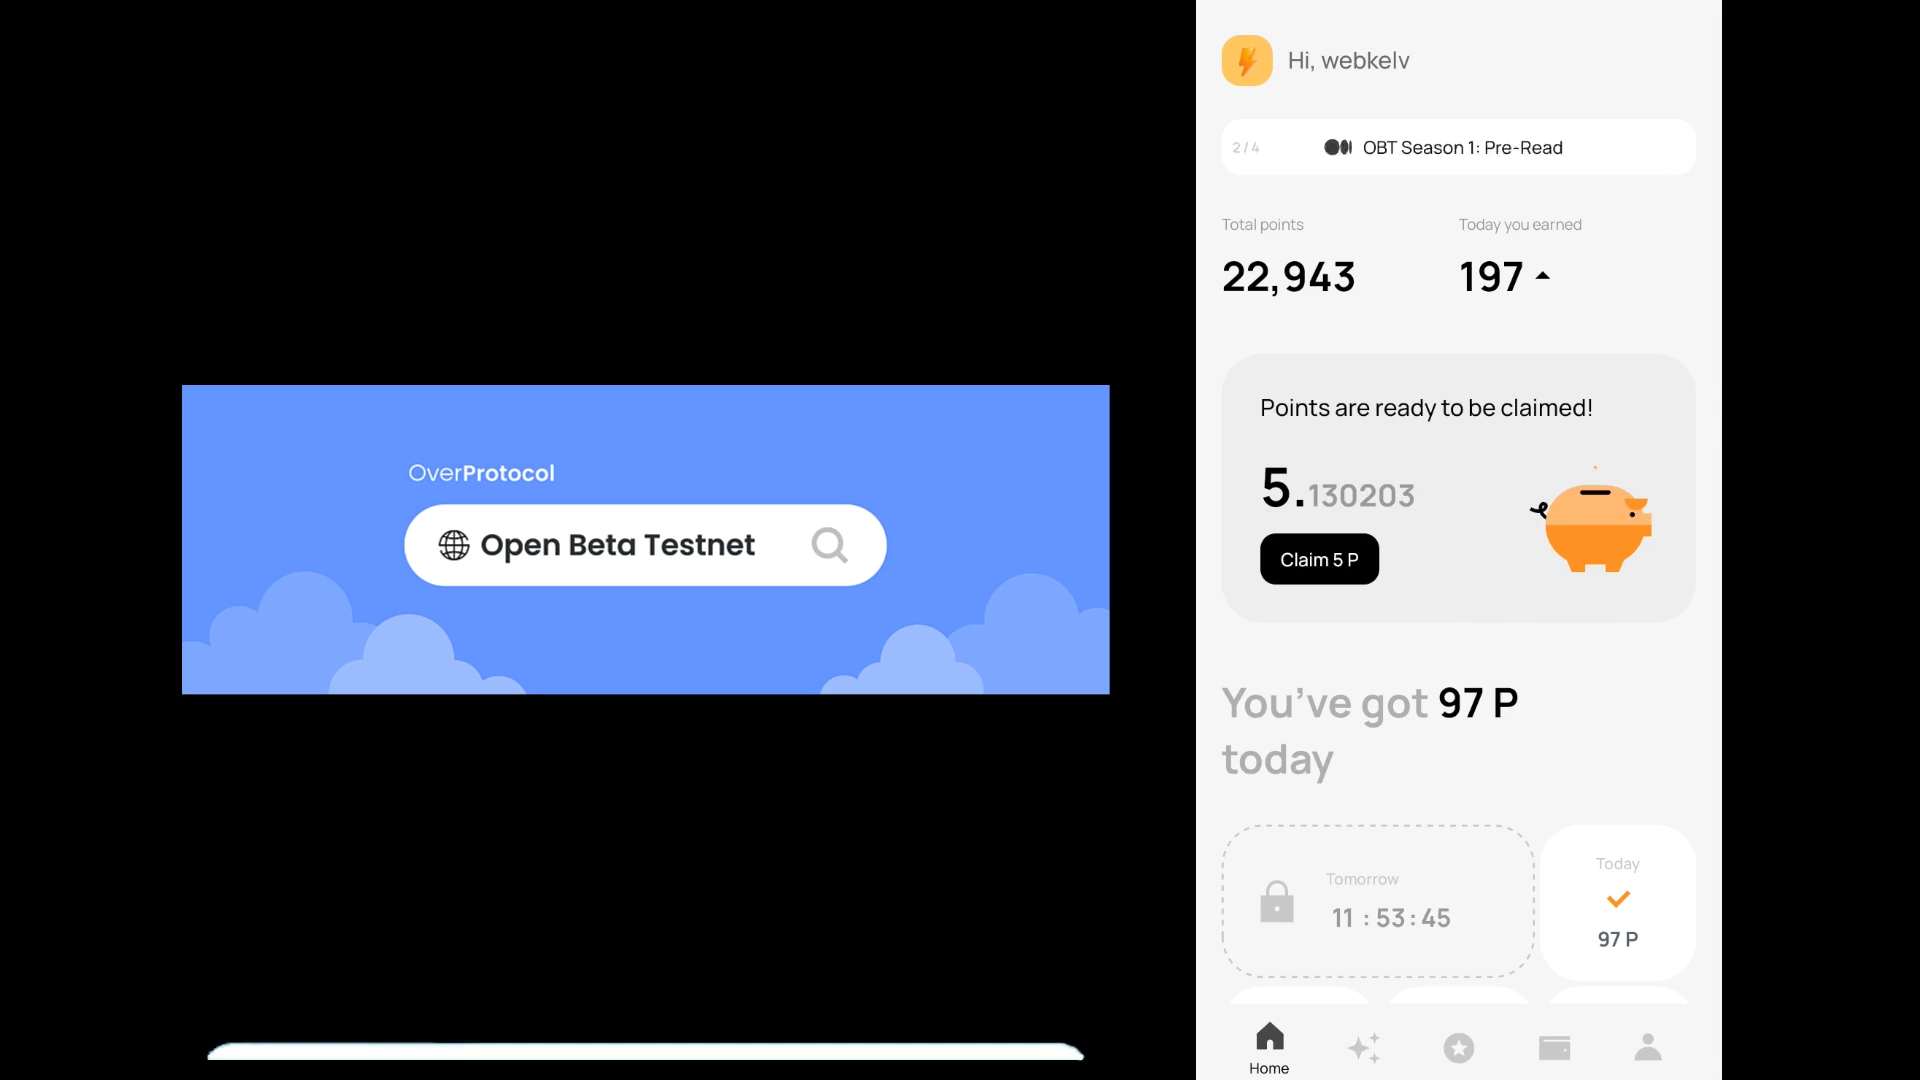 OverProtocol
Open Beta Testnet
Hi, webkelv
2 / 4
OBT Season 1: Pre-Read
Total points
Today you earned
22,943
197
Points are ready to be claimed!
5.130203
Claim 5 P
You've got 97 P
today
Tomorrow
11 : 53 : 45
Today
97 P
Home